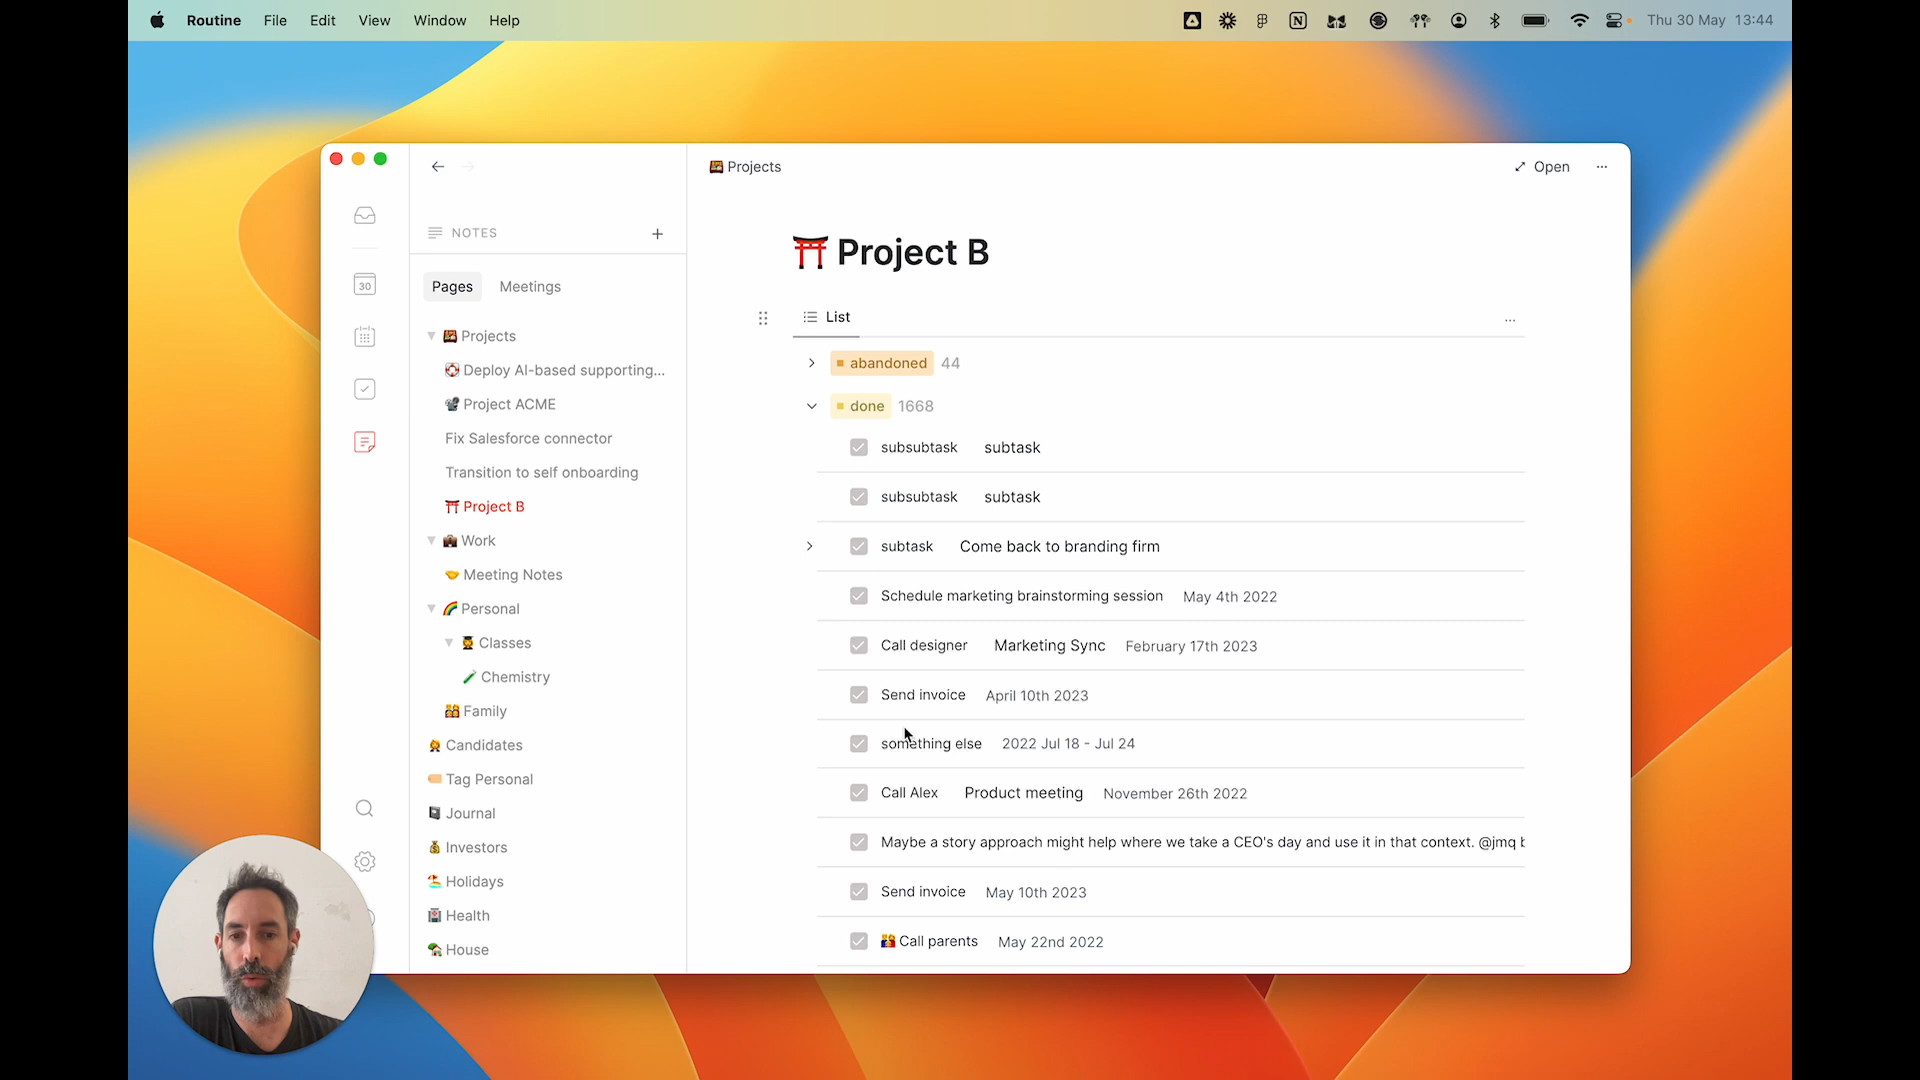 Routine File Edit View Window Help Thu 30 May 13:44
Projects Open
NOTES
Project B
Pages Meetings
List
Projects
Deploy AI-based supporting...
Project ACME
Fix Salesforce connector
Transition to self onboarding
Project B
Work
Meeting Notes
Personal
Classes
Chemistry
Family
Candidates
Tag Personal
Journal
Investors
Holidays
Health
House
30
abandoned 44
done 1668
subsubtask subtask
subsubtask subtask
subtask Come back to branding firm
Schedule marketing brainstorming session May 4th 2022
Call designer Marketing Sync February 17th 2023
Send invoice April 10th 2023
something else 2022 Jul 18 - Jul 24
Call Alex Product meeting November 26th 2022
Maybe a story approach might help where we take a CEO's day and use it in that context. @jmq b
Send invoice May 10th 2023
Call parents May 22nd 2022